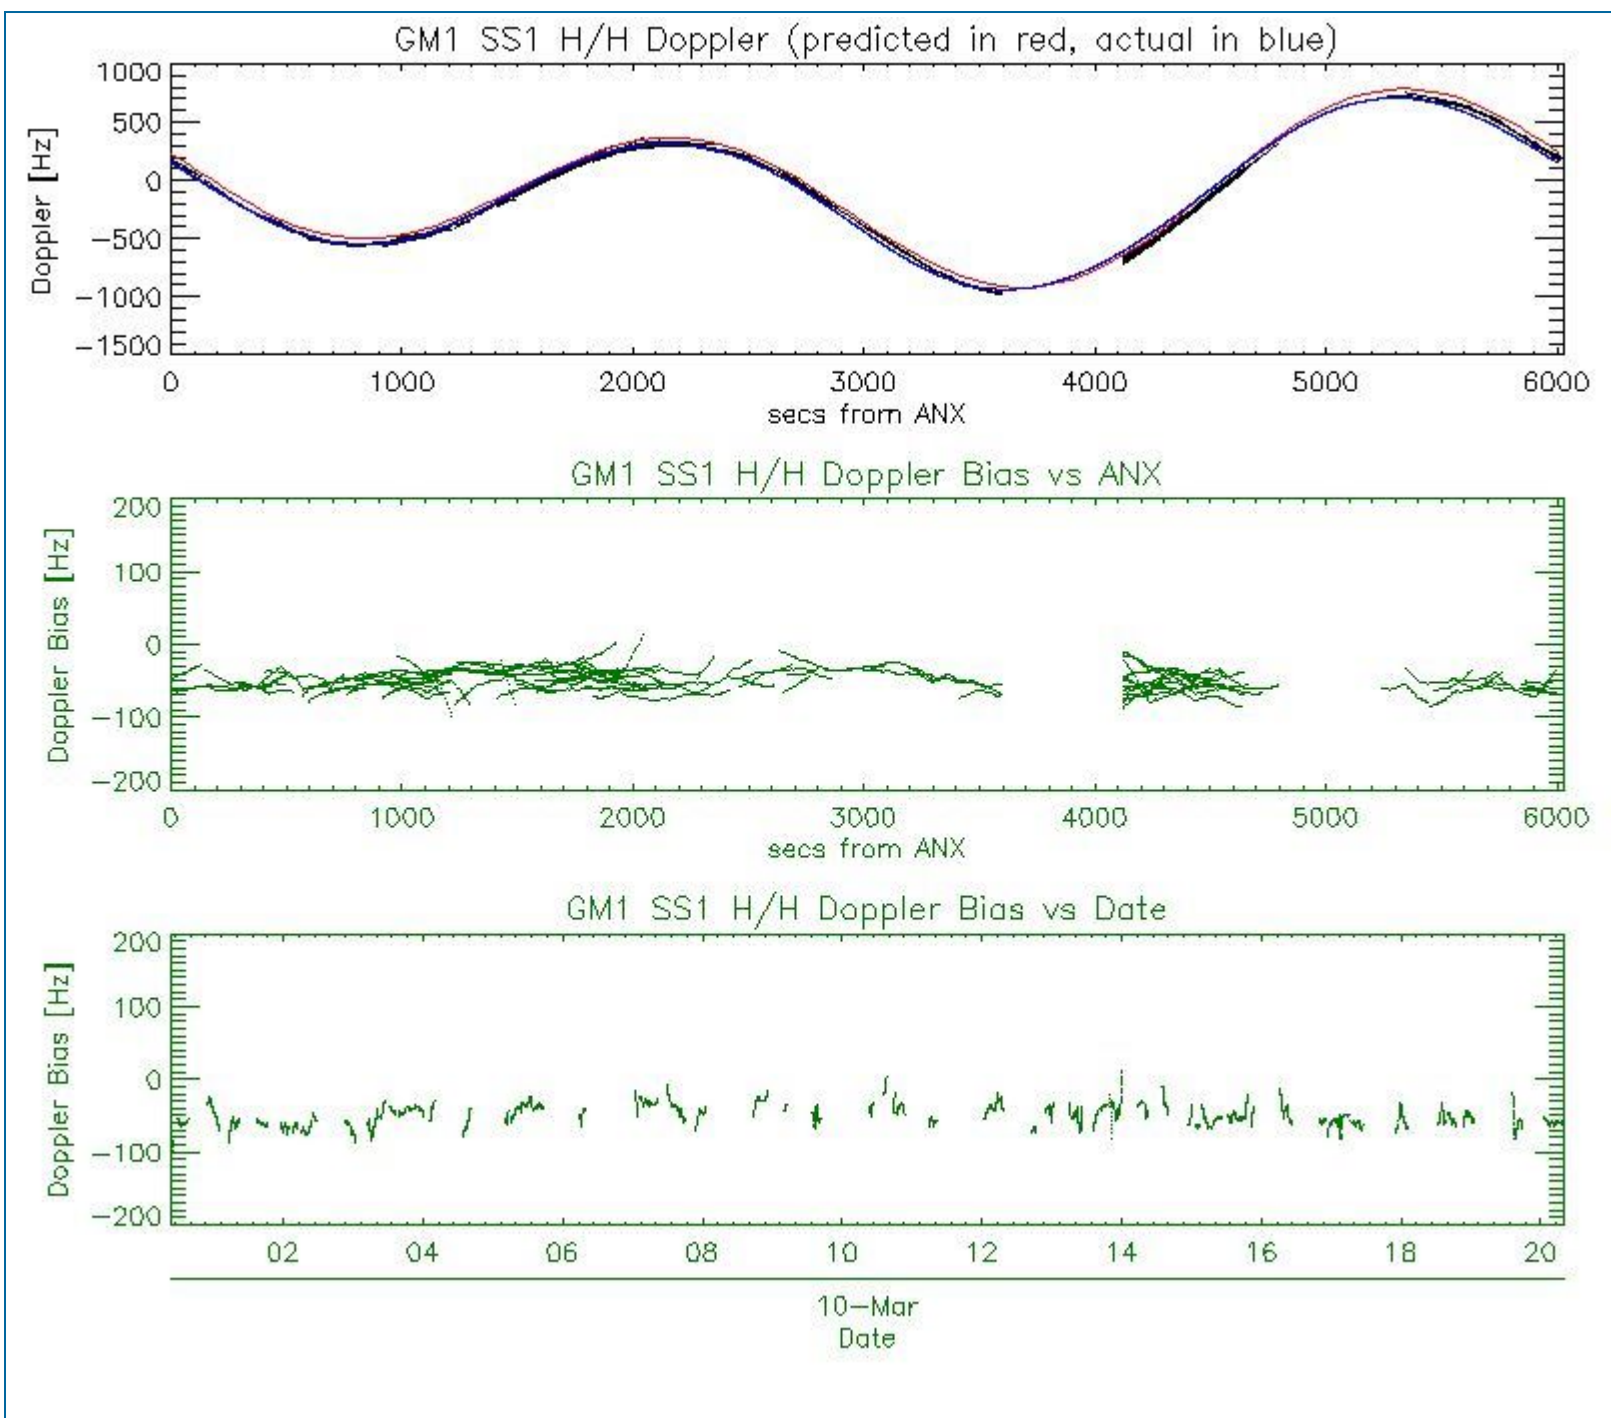 GM1 SS1 H/H Doppler (predicted in red, actual in blue)
Doppler [Hz]
1000
500
0
-500
-1000
-1500
0 1000 2000 3000 4000 5000 6000
secs from ANX
GM1 SS1 H/H Doppler Bias vs ANX
Doppler Bias [Hz]
200
100
0
-100
-200
0 1000 2000 3000 4000 5000 6000
secs from ANX
GM1 SS1 H/H Doppler Bias vs Date
Doppler Bias [Hz]
200
100
0
-100
-200
02 04 06 08 10 12 14 16 18 20
10-Mar
Date